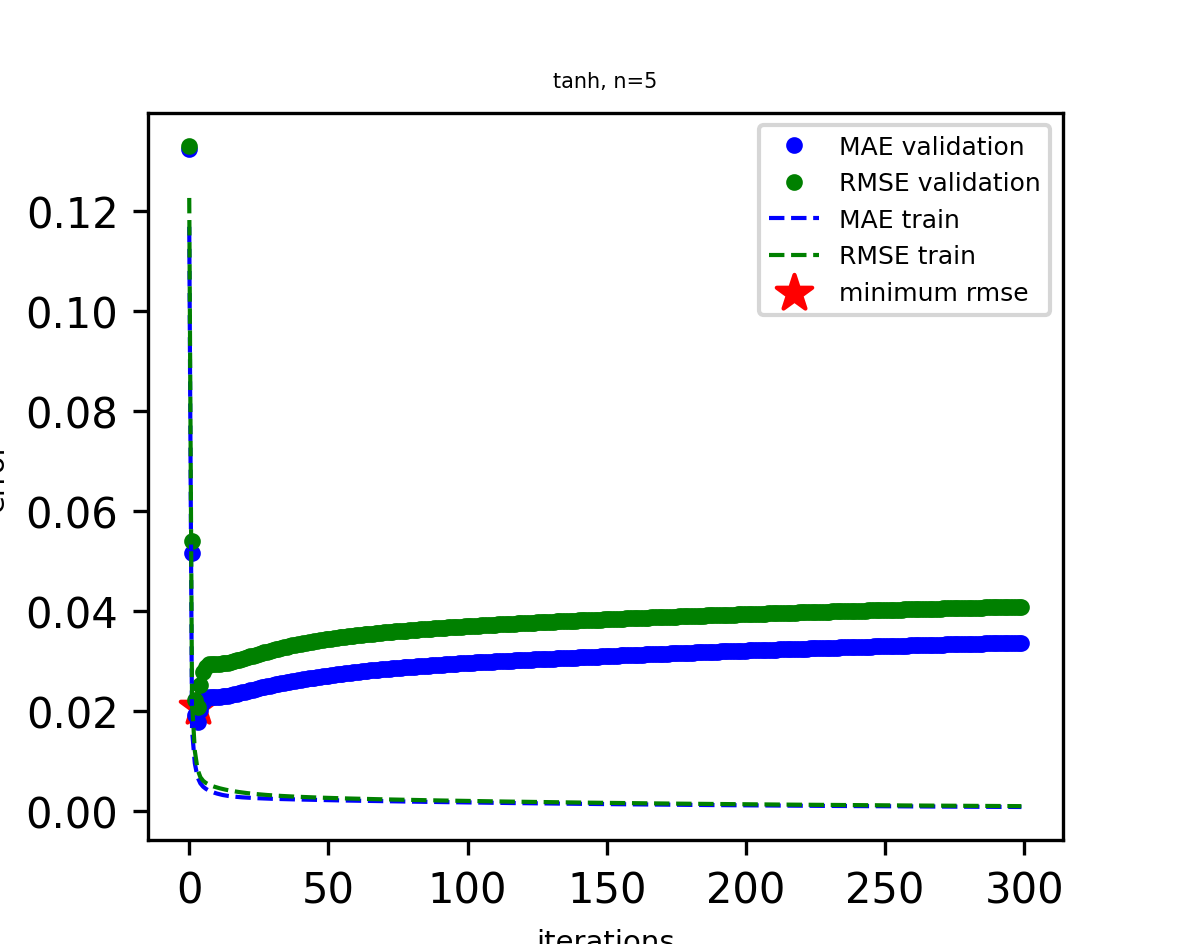 tanh, n=5
MAE validation
RMSE validation
MAE train
RMSE train
minimum rmse
0.12
0.10
0.08
0.06
0.04
0.02
0.00
0 50 100 150 200 250 300
iterations